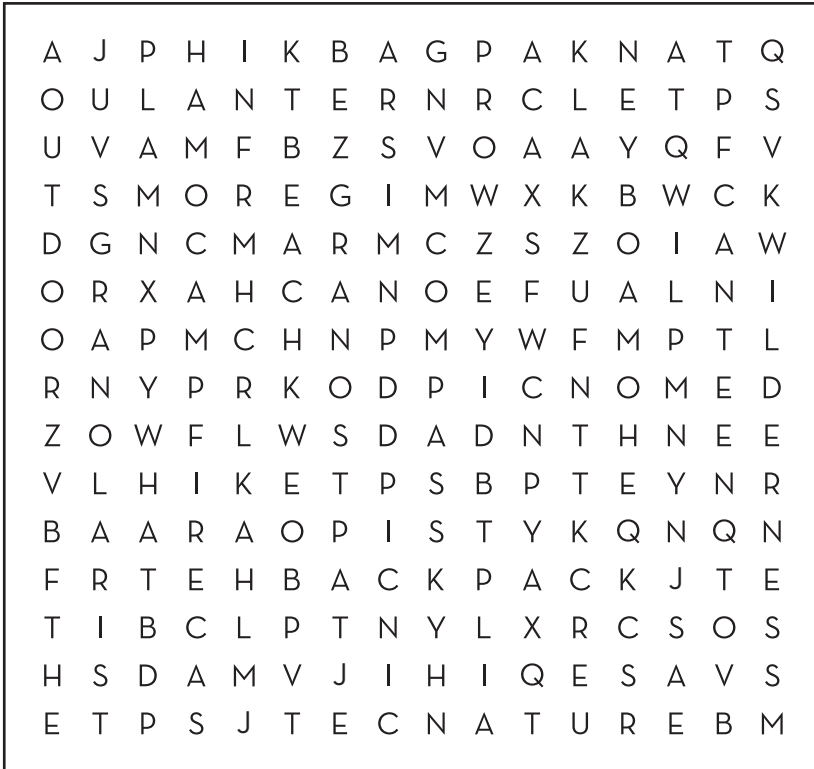 A J P H I K B A G P A K N A T Q
O U L A N T E R N R C L E T P S
U V A M F B Z S V O A A Y Q F V
T S M O R E G I M W X K B W C K
D G N C M A R M C Z S Z O I A W
O R X A H C A N O E F U A L N I
O A P M C H N P M Y W F M P T L
R N Y P R K O D P I C N O M E D
Z O W F L W S D A D N T H N E E
V L H I K E T P S B P T E Y N R
B A A R A O P I S T Y K Q N Q N
F R T E H B A C K P A C K J T E
T I B C L P T N Y L X R C S O S
H S D A M V J I H I Q E S A V S
E T P S J T E C N A T U R E B M